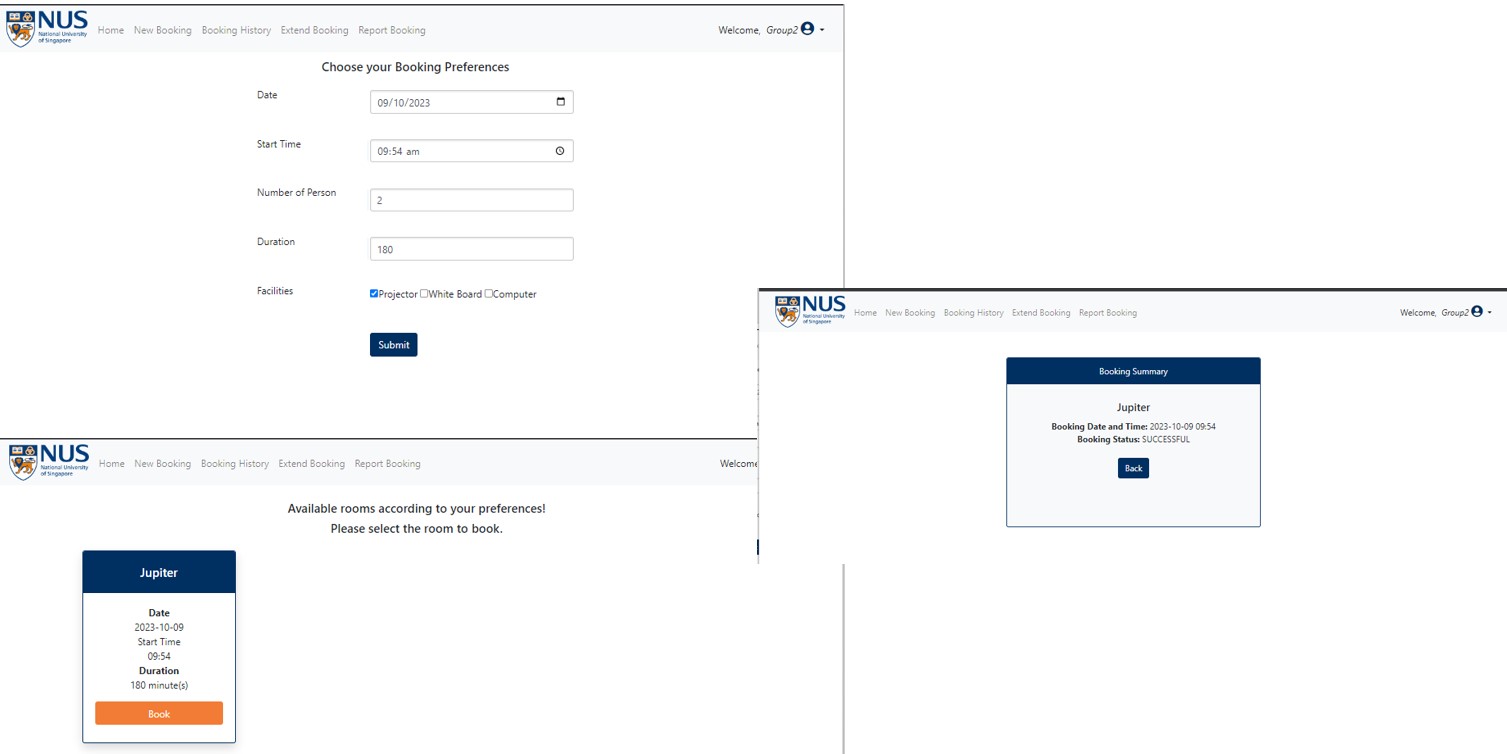 NUS
National University
of Singapore
Home New Booking Booking History Extend Booking Report Booking
Welcome, Group2
Choose your Booking Preferences
Date
09/10/2023
Start Time
09:54 am
Number of Person
2
Duration
180
Facilities
Projector White Board Computer
Submit
NUS
National University
of Singapore
Home New Booking Booking History Extend Booking Report Booking
Welcome
Available rooms according to your preferences!
Please select the room to book.
Jupiter
Date
2023-10-09
Start Time
09:54
Duration
180 minute(s)
Book
NUS
National University
of Singapore
Home New Booking Booking History Extend Booking Report Booking
Welcome, Group2
Booking Summary
Jupiter
Booking Date and Time: 2023-10-09 09:54
Booking Status: SUCCESSFUL
Back